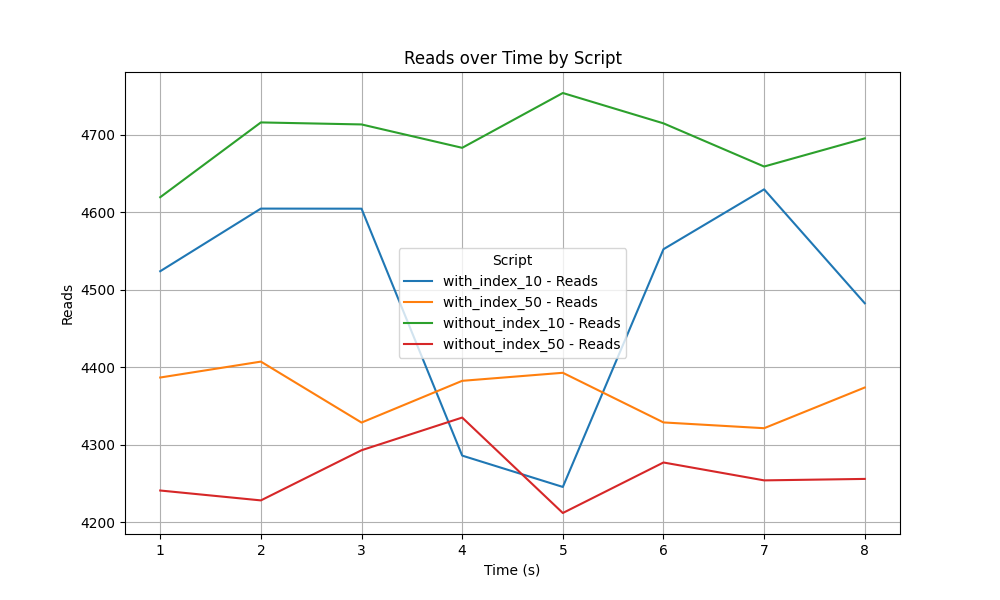 Reads over Time by Script
Reads
4700
4600
4500
4400
4300
4200
Script
with_index_10 - Reads
with_index_50 - Reads
without_index_10 - Reads
without_index_50 - Reads
1 2 3 4 5 6 7 8
Time (s)